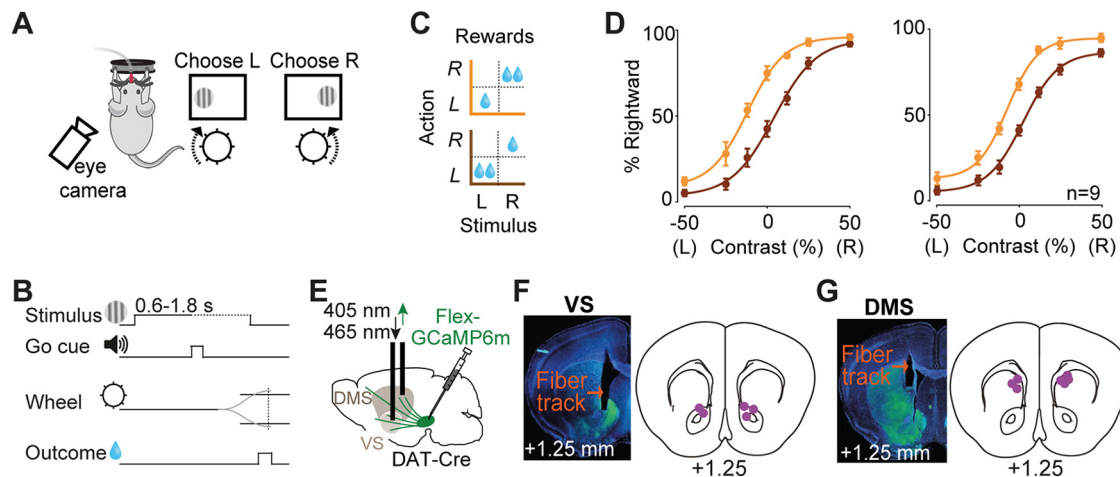 A
Choose L
Choose R
eye
camera
B
Stimulus
0.6-1.8 s
Go cue
Wheel
Outcome
C
Rewards
Action
R
L
R
L
L R
Stimulus
D
% Rightward
100
50
0
-50
0
50
(L) Contrast (%) (R)
100
50
0
n=9
-50
0
50
(L) Contrast (%) (R)
E
405 nm
465 nm
Flex-
GCaMP6m
DMS
VS
DAT-Cre
F
VS
Fiber
track
+1.25 mm
+1.25
G
DMS
Fiber
track
+1.25 mm
+1.25